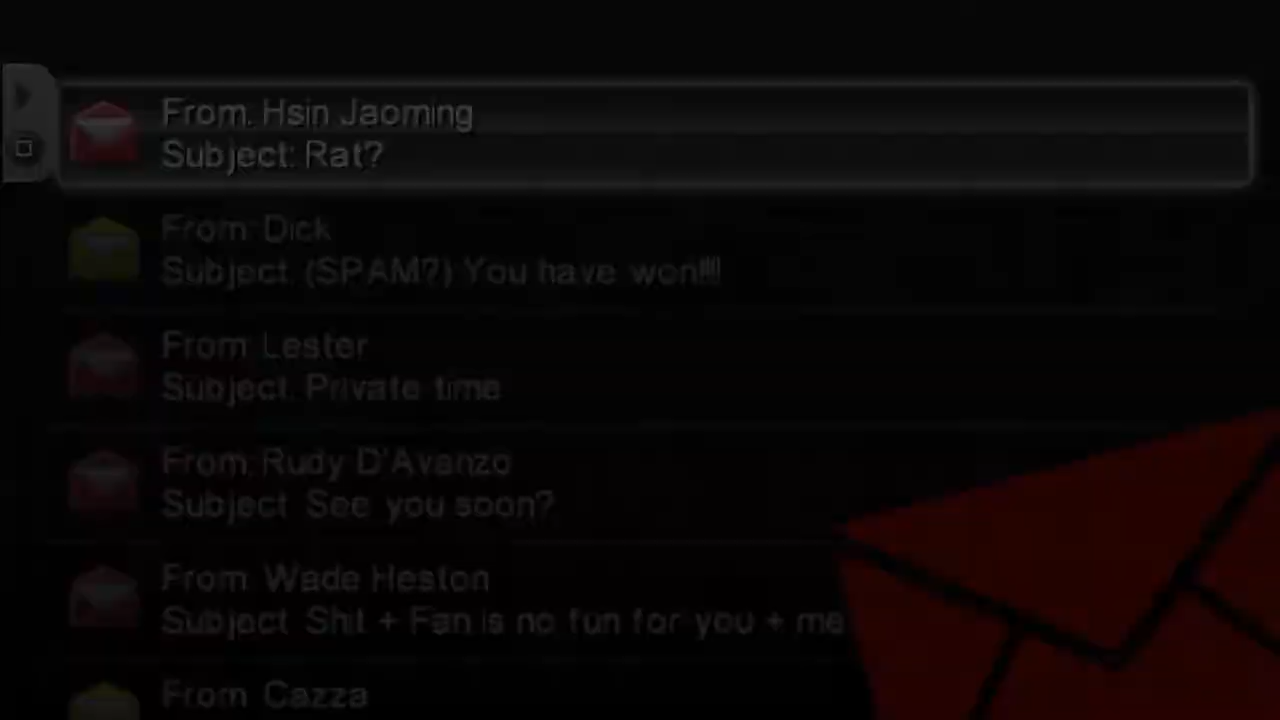 From: Hsin Jaoming
Subject: Rat?
From: Dick
Subject: (SPAM?) You have won!!!!
From: Lester
Subject: Private time
From: Rudy D'Avanzo
Subject: See you soon?
From: Wade Heston
Subject: Shit + Fan is no fun for you + me
From: Cazza